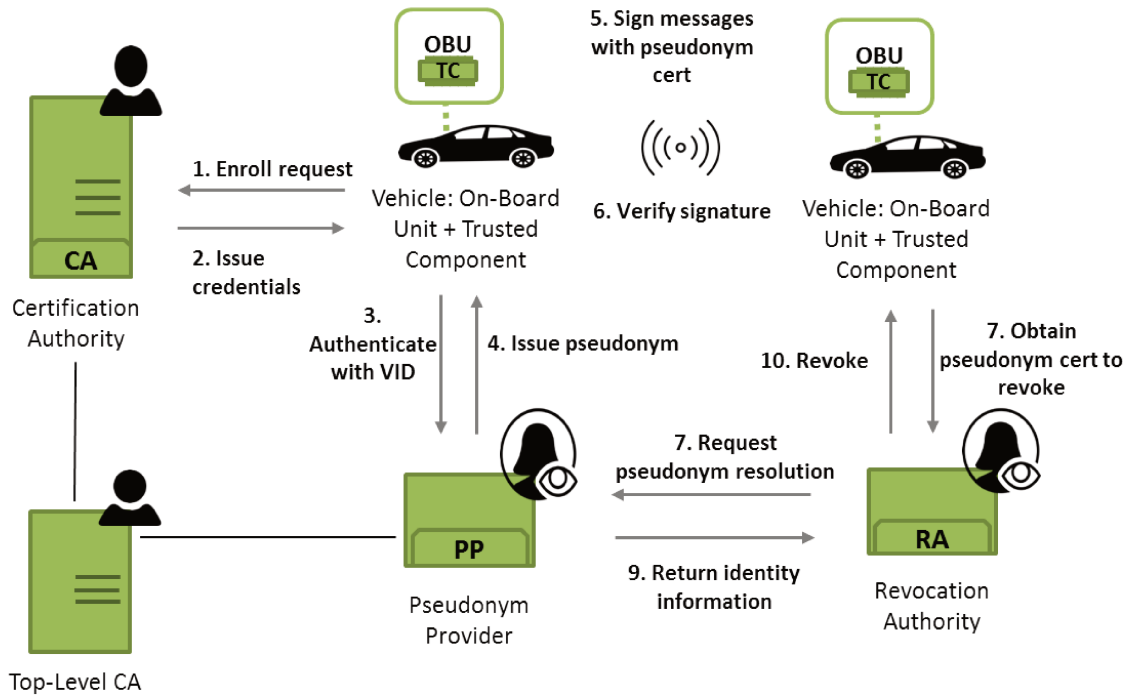 OBU
TC
5. Sign messages
with pseudonym
cert
OBU
TC
1. Enroll request
2. Issue
credentials
CA
Certification
Authority
Vehicle: On-Board
Unit + Trusted
Component
6. Verify signature
Vehicle: On-Board
Unit + Trusted
Component
3.
Authenticate
with VID
4. Issue pseudonym
10. Revoke
7. Obtain
pseudonym cert to
revoke
7. Request
pseudonym resolution
PP
RA
9. Return identity
information
Pseudonym
Provider
Revocation
Authority
Top-Level CA